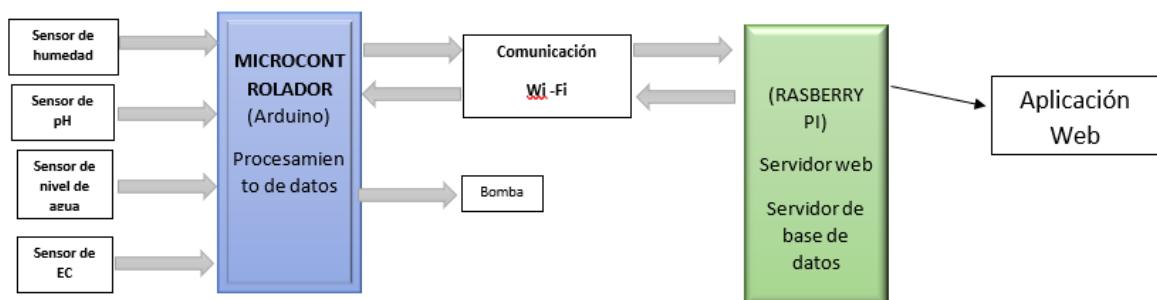 Sensor de
humedad
Sensor de
pH
Sensor de
nivel de
agua
Sensor de
EC
MICROCONT
ROLADOR
(Arduino)
Procesamien
to de datos
Comunicación
Wi -Fi
Bomba
(RASBERRY
PI)
Servidor web
Servidor de
base de
datos
Aplicación
Web